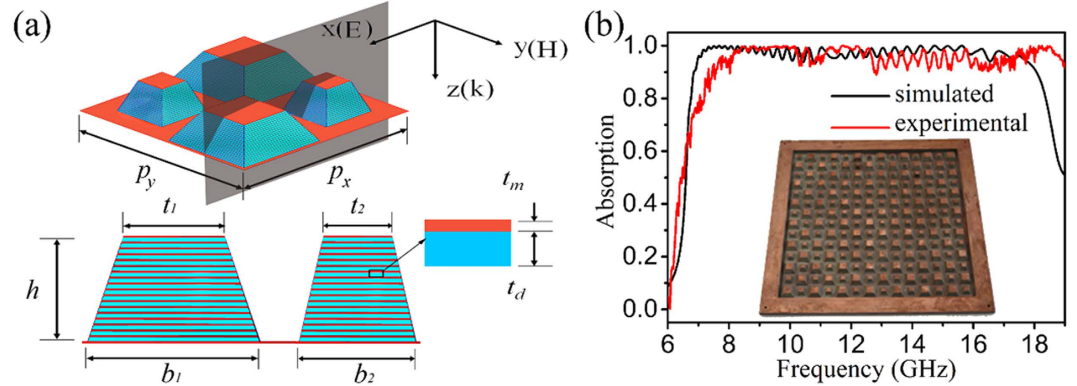 (a)
x(E)
y(H)
z(k)
p_y
p_x
t_1
t_2
t_m
t_d
h
b_1
b_2
(b)
1.0
0.8
0.6
0.4
0.2
0.0
Absorption
simulated
experimental
6 8 10 12 14 16 18
Frequency (GHz)